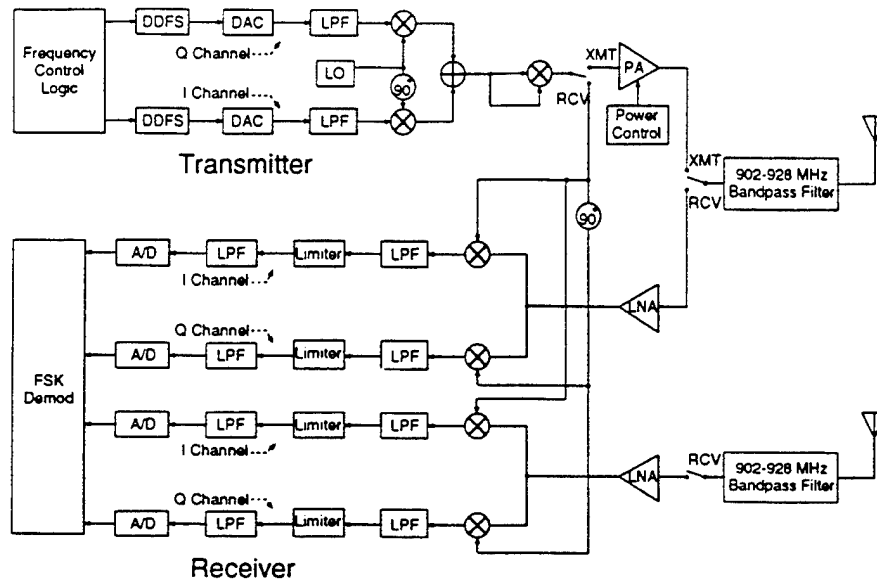 Frequency
Control
Logic
DDFS
DAC
LPF
Q Channel
LO
90°
I Channel
DDFS
DAC
LPF
Transmitter
XMT
RCV
PA
Power
Control
XMT
RCV
902-928 MHz
Bandpass Filter
90°
FSK
Demod
A/D
LPF
Limiter
LPF
I Channel
LNA
Q Channel
A/D
LPF
Limiter
LPF
A/D
LPF
Limiter
LPF
I Channel
LNA
RCV
902-928 MHz
Bandpass Filter
Q Channel
A/D
LPF
Limiter
LPF
Receiver